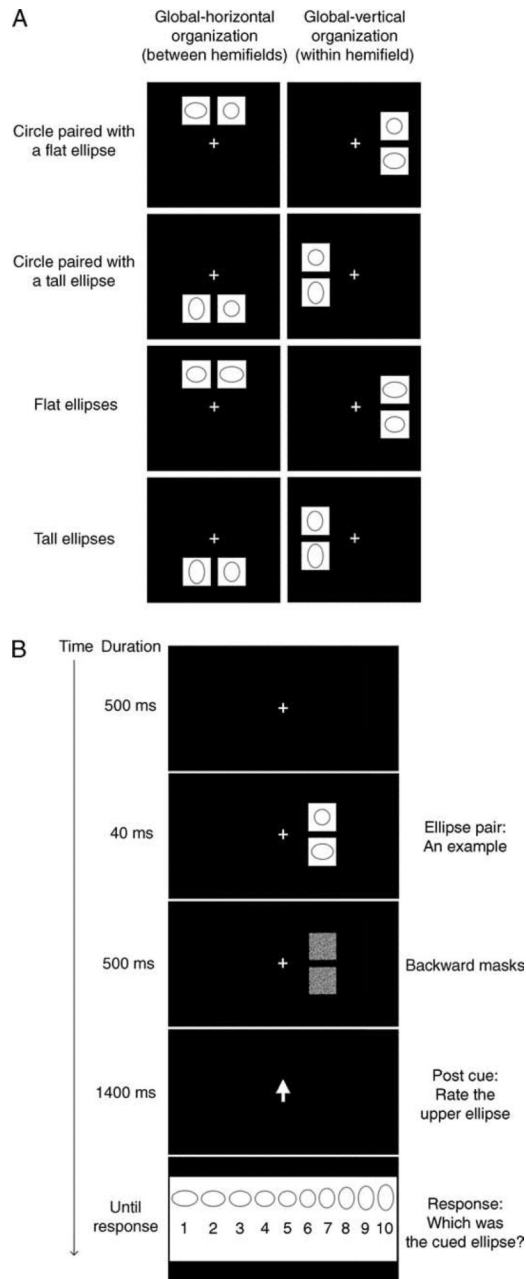 A
Global-horizontal
organization
(between hemifields)
Global-vertical
organization
(within hemifield)
Circle paired with
a flat ellipse
Circle paired with
a tall ellipse
Flat ellipses
Tall ellipses
B
Time Duration
500 ms
40 ms
Ellipse pair:
An example
500 ms
Backward masks
1400 ms
Post cue:
Rate the
upper ellipse
Until
response
1 2 3 4 5 6 7 8 9 10
Response:
Which was
the cued ellipse?